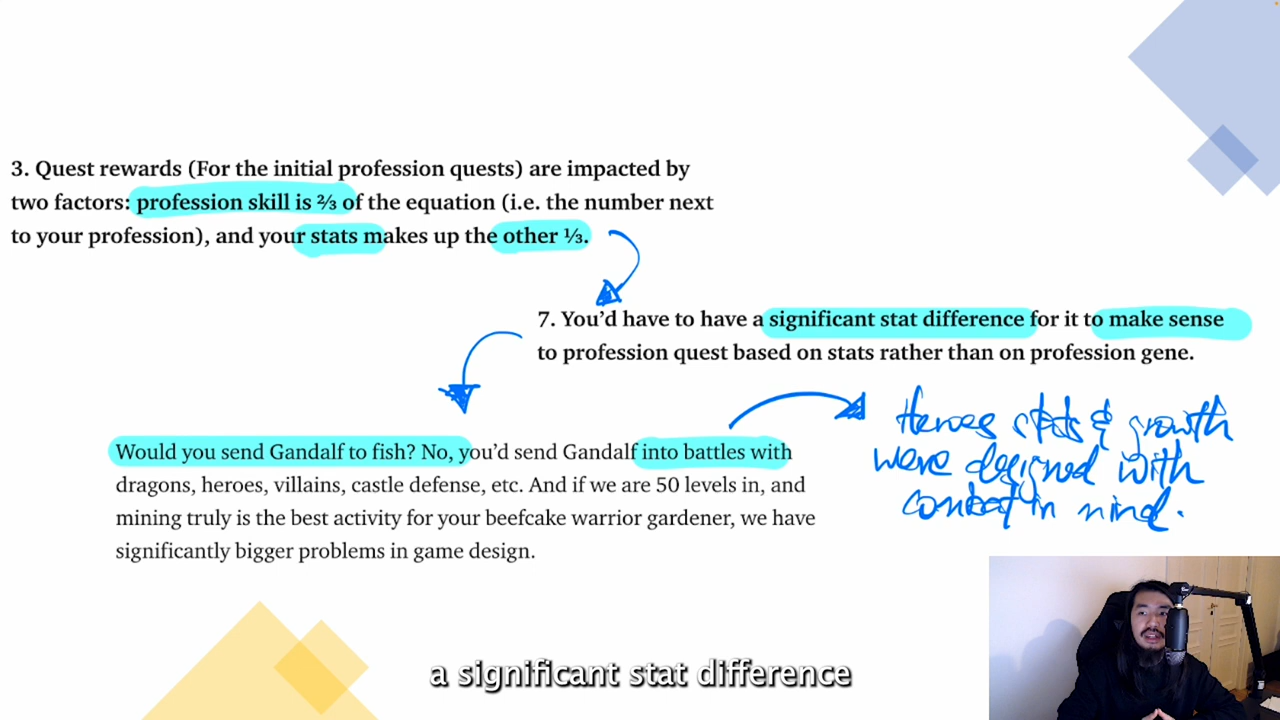 3. Quest rewards (For the initial profession quests) are impacted by
two factors: profession skill is ⅔ of the equation (i.e. the number next
to your profession), and your stats makes up the other ⅓.
7. You’d have to have a significant stat difference for it to make sense
to profession quest based on stats rather than on profession gene.
Would you send Gandalf to fish? No, you’d send Gandalf into battles with
dragons, heroes, villains, castle defense, etc. And if we are 50 levels in, and
mining truly is the best activity for your beefcake warrior gardener, we have
significantly bigger problems in game design.
Heroes stats & growth
were designed with
combat in mind.
a significant stat difference